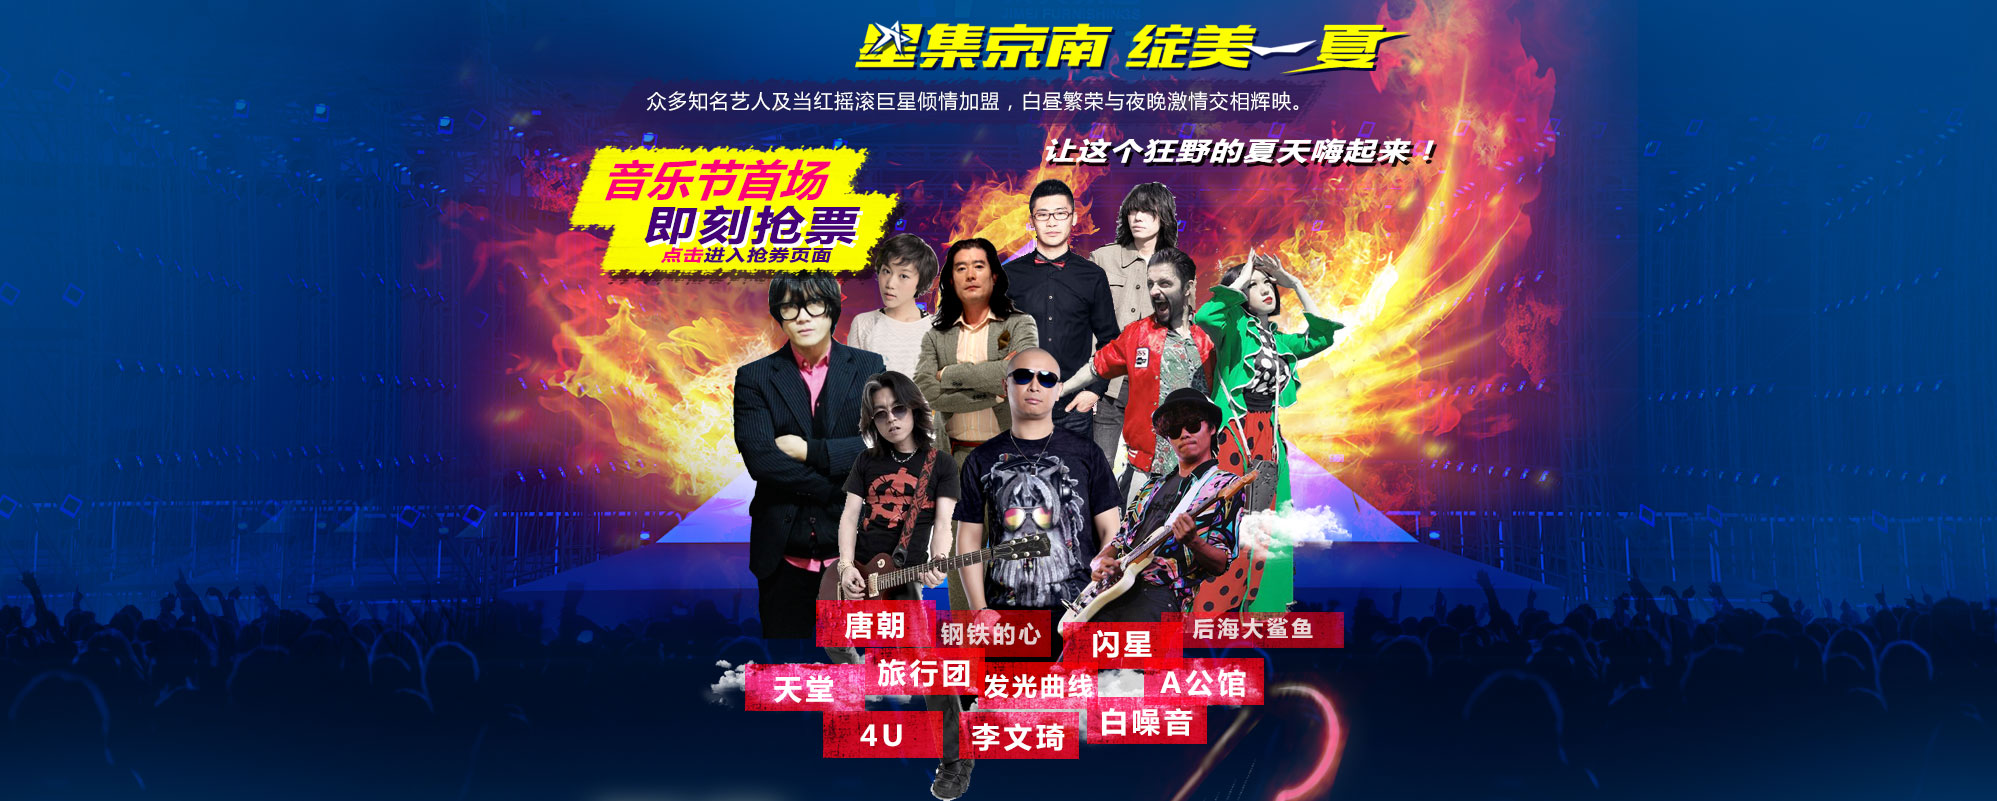 星集京南 绽美一夏
众多知名艺人及当红摇滚巨星倾情加盟，白昼繁荣与夜晚激情交相辉映。
让这个狂野的夏天嗨起来！
音乐节首场
即刻抢票
点击进入抢券页面
唐朝
钢铁的心
闪星
后海大鲨鱼
天堂
旅行团
发光曲线
A公馆
4U
李文琦
白噪音